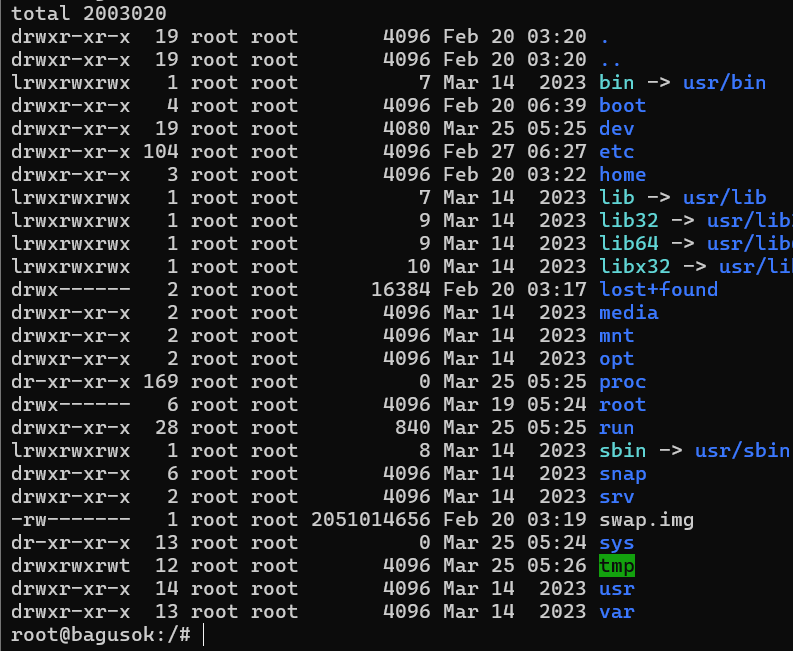 total 2003020
drwxr-xr-x  19 root root       4096 Feb 20 03:20 .
drwxr-xr-x  19 root root       4096 Feb 20 03:20 ..
lrwxrwxrwx   1 root root          7 Mar 14  2023 bin -> usr/bin
drwxr-xr-x   4 root root       4096 Feb 20 06:39 boot
drwxr-xr-x  19 root root       4080 Mar 25 05:25 dev
drwxr-xr-x 104 root root       4096 Feb 27 06:27 etc
drwxr-xr-x   3 root root       4096 Feb 20 03:22 home
lrwxrwxrwx   1 root root          7 Mar 14  2023 lib -> usr/lib
lrwxrwxrwx   1 root root          9 Mar 14  2023 lib32 -> usr/lib
lrwxrwxrwx   1 root root          9 Mar 14  2023 lib64 -> usr/lib
lrwxrwxrwx   1 root root         10 Mar 14  2023 libx32 -> usr/li
drwx------   2 root root      16384 Feb 20 03:17 lost+found
drwxr-xr-x   2 root root       4096 Mar 14  2023 media
drwxr-xr-x   2 root root       4096 Mar 14  2023 mnt
drwxr-xr-x   2 root root       4096 Mar 14  2023 opt
dr-xr-xr-x 169 root root          0 Mar 25 05:25 proc
drwx------   6 root root       4096 Mar 19 05:24 root
drwxr-xr-x  28 root root        840 Mar 25 05:25 run
lrwxrwxrwx   1 root root          8 Mar 14  2023 sbin -> usr/sbin
drwxr-xr-x   6 root root       4096 Mar 14  2023 snap
drwxr-xr-x   2 root root       4096 Mar 14  2023 srv
-rw-------   1 root root 2051014656 Feb 20 03:19 swap.img
dr-xr-xr-x  13 root root          0 Mar 25 05:24 sys
drwxrwxrwt  12 root root       4096 Mar 25 05:26 tmp
drwxr-xr-x  14 root root       4096 Mar 14  2023 usr
drwxr-xr-x  13 root root       4096 Mar 14  2023 var
root@bagusok:/#